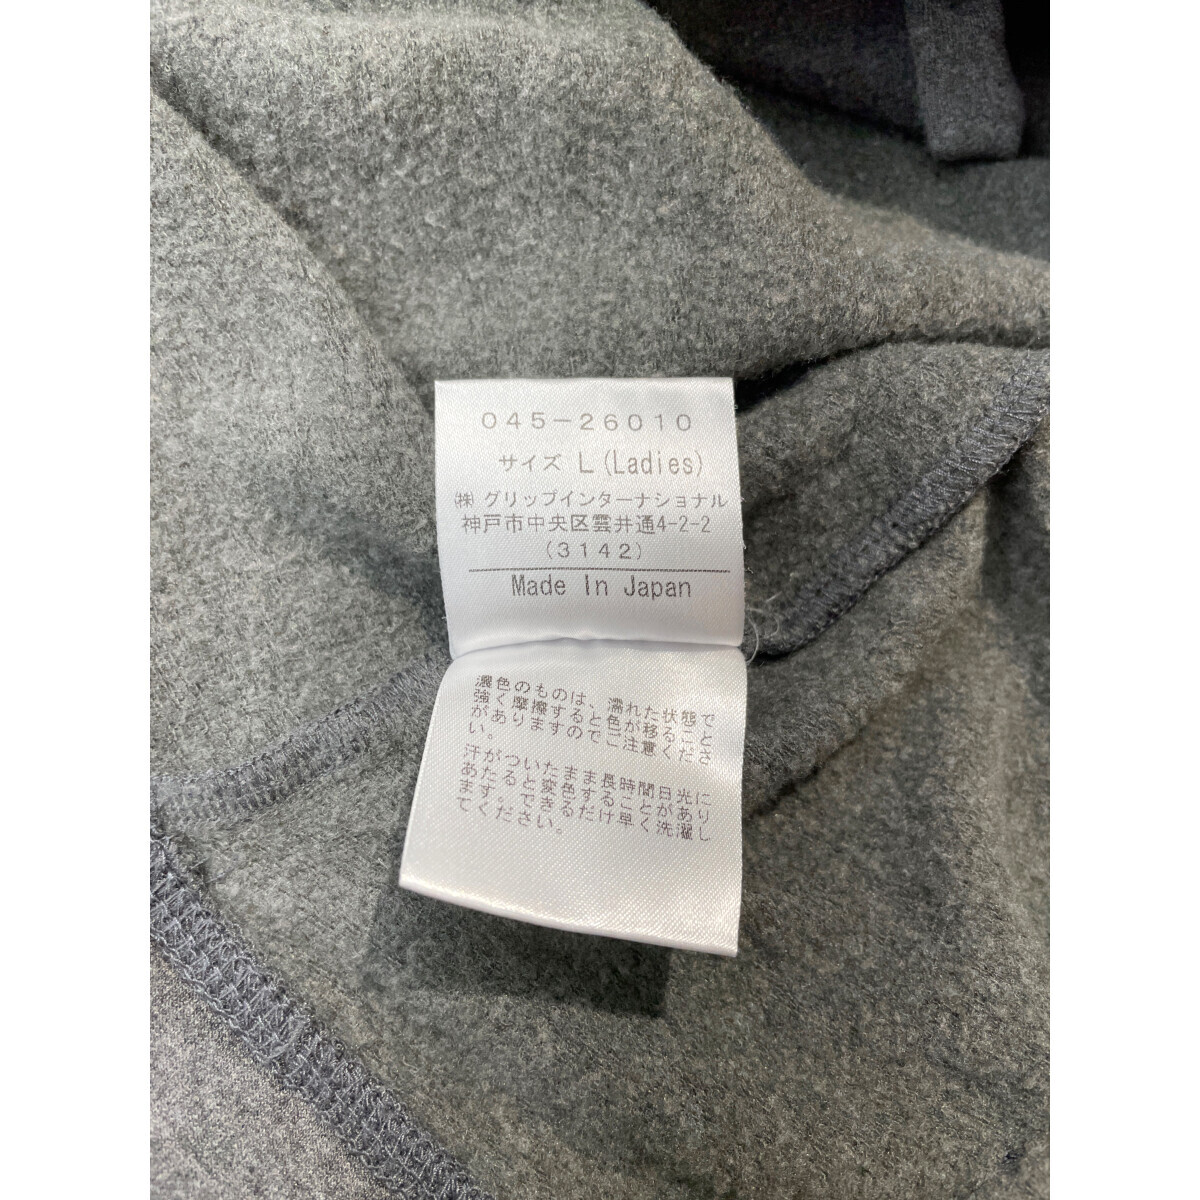 045-26010
サイズ L(Ladies)
㈱ グリップインターナショナル
神戸市中央区雲井通4-2-2
(3142)
Made In Japan
濃色のものは、濡れた状態で
強く摩擦すると色が移ること
がありますのでご注意くださ
い。
汗がついたまま長時間日光に
あたると変色することがあり
ます。できるだけ早く洗濯し
てください。